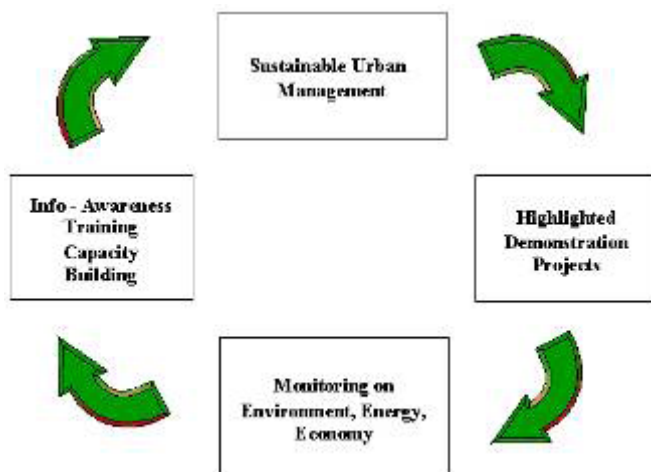 Sustainable Urban
Management
Info - Awareness
Training
Capacity
Building
Highlighted
Demonstration
Projects
Monitoring on
Environment, Energy,
Economy